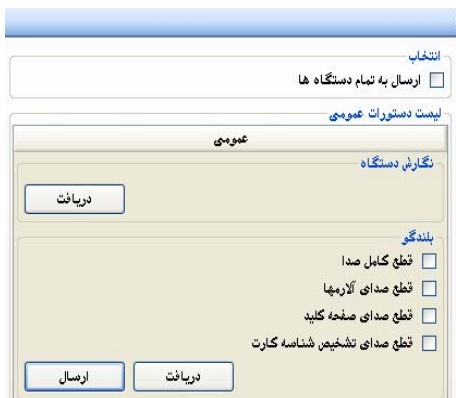 انتخاب
ارسال به تمام دستگاه ها
لیست دستورات عمومی
عمومی
نگارش دستگاه
دریافت
بلندگو
قطع کامل صدا
قطع صدای آلارمها
قطع صدای صفحه کلید
قطع صدای تشخیص شناسه کارت
دریافت
ارسال